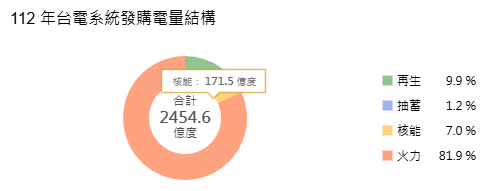 112 年台電系統發購電量結構
核能： 171.5 億度
合計
2454.6
億度
再生 9.9 %
抽蓄 1.2 %
核能 7.0 %
火力 81.9 %